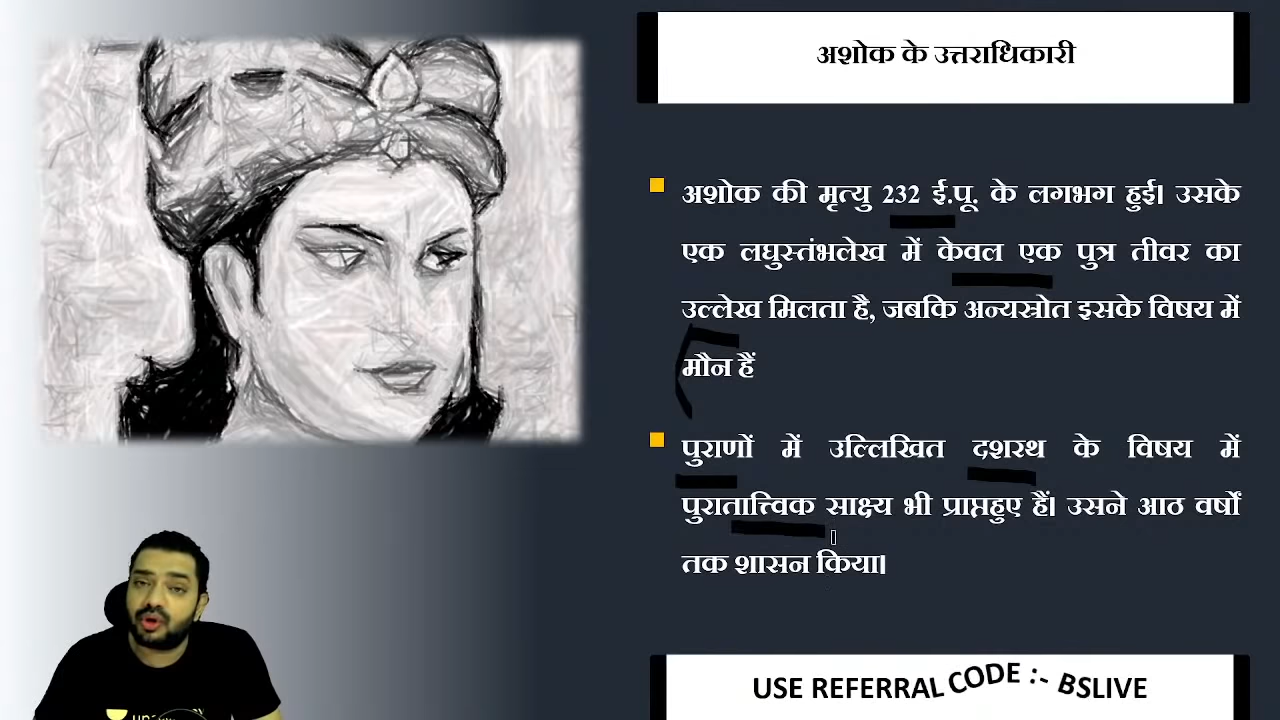 अशोक के उत्तराधिकारी
अशोक की मृत्यु 232 ई.पू. के लगभग हुई। उसके
एक लघुस्तंभलेख में केवल एक पुत्र तीवर का
उल्लेख मिलता है, जबकि अन्यस्रोत इसके विषय में
मौन हैं
पुराणों में उल्लिखित दशरथ के विषय में
पुरातात्त्विक साक्ष्य भी प्राप्तहुए हैं। उसने आठ वर्षों
तक शासन किया।
USE REFERRAL CODE :- BSLIVE